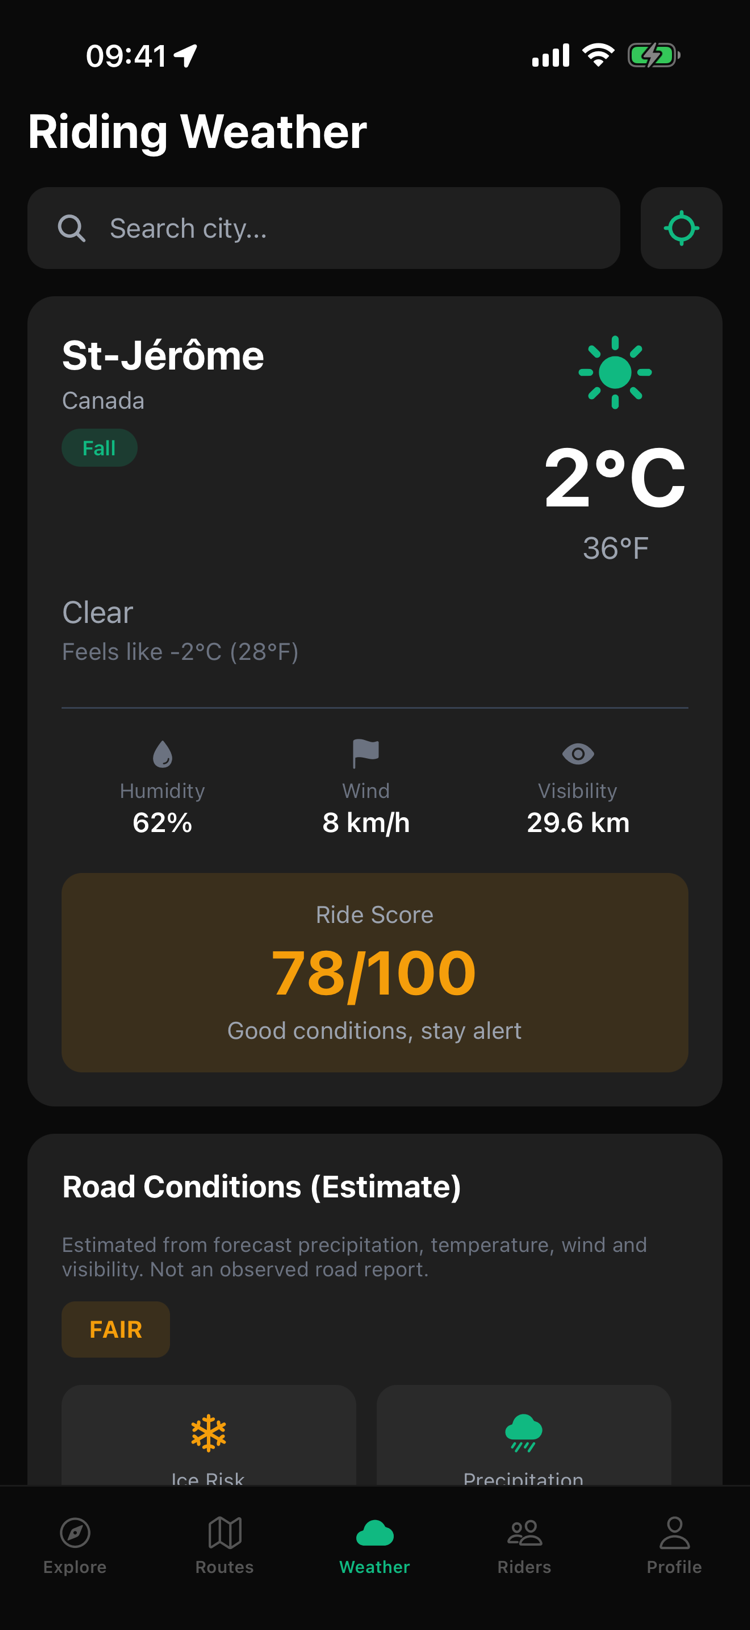 09:41
Riding Weather
Search city...
St-Jérôme
Canada
Fall
2°C
36°F
Clear
Feels like -2°C (28°F)
Humidity
Wind
Visibility
62%
8 km/h
29.6 km
Ride Score
78/100
Good conditions, stay alert
Road Conditions (Estimate)
Estimated from forecast precipitation, temperature, wind and
visibility. Not an observed road report.
FAIR
Ice Risk
Precipitation
Explore
Routes
Weather
Riders
Profile